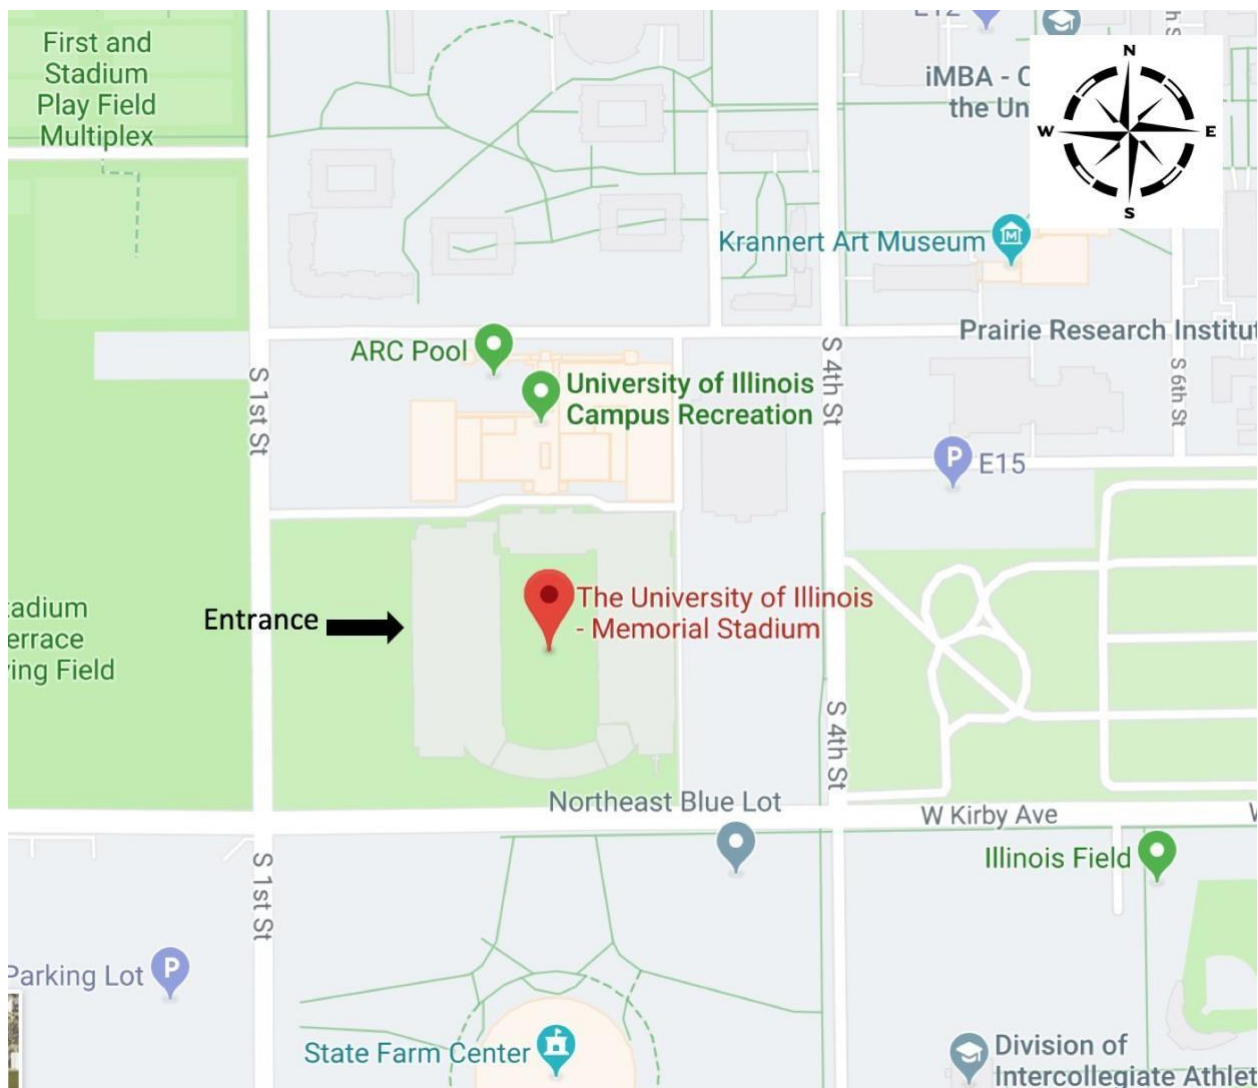 First and
Stadium
Play Field
Multiplex
E12
iMBA - C
the Un
N
W
E
S
Krannert Art Museum
M
Prairie Research Institut
ARC Pool
University of Illinois
Campus Recreation
S 1st St
S 4th St
S 6th St
P
E15
Entrance
The University of Illinois
- Memorial Stadium
tadium
errace
ing Field
S 4th St
Northeast Blue Lot
W Kirby Ave
Illinois Field
S 1st St
Parking Lot
P
State Farm Center
Division of
Intercollegiate Athlet